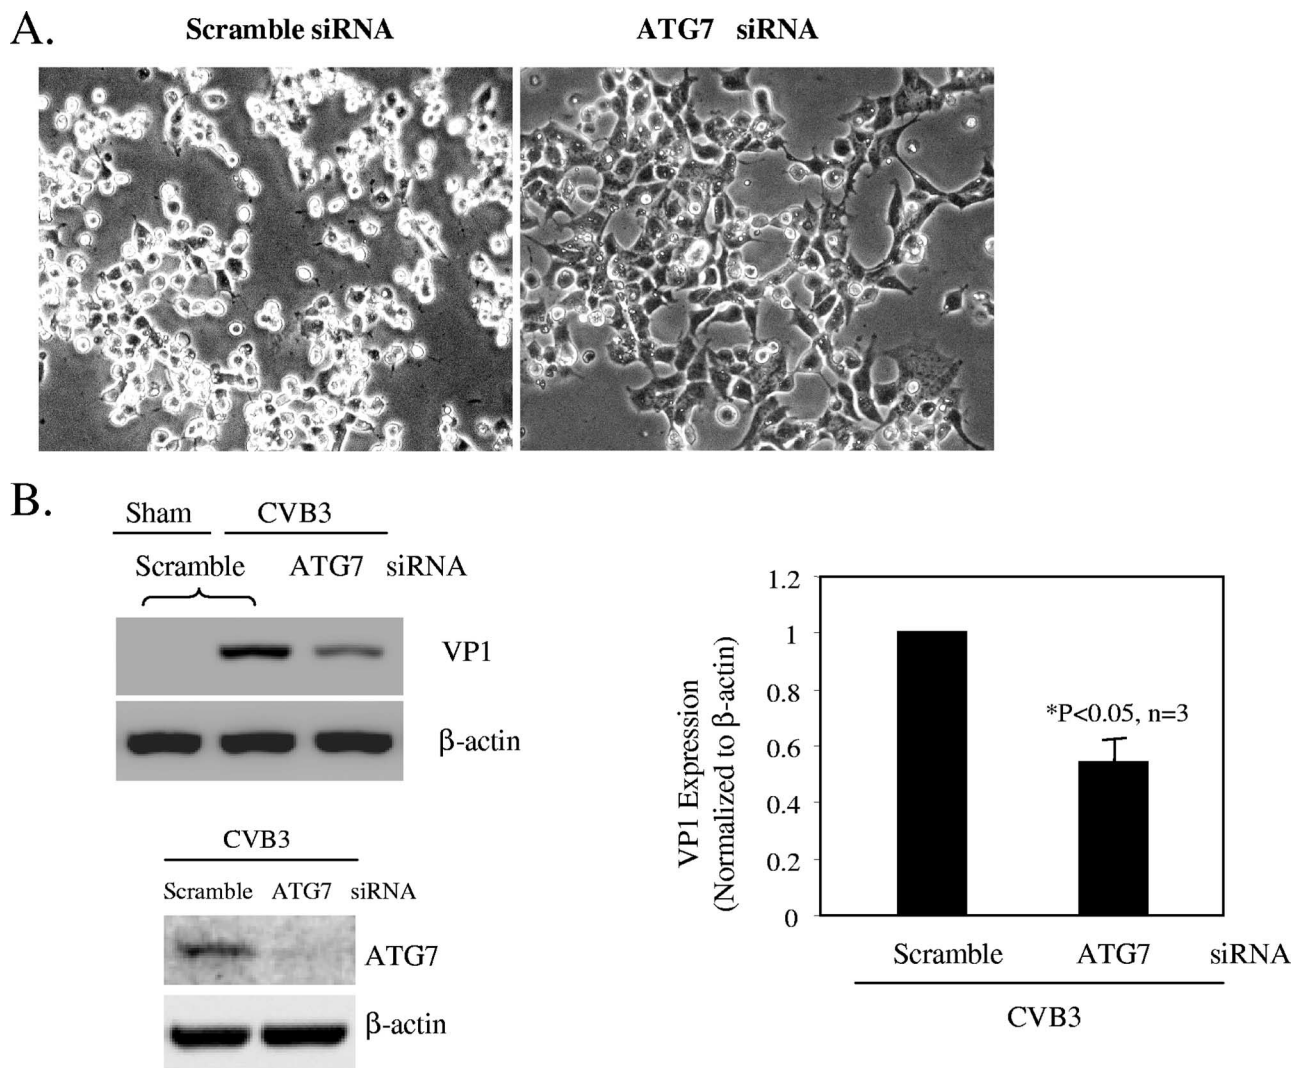 A.
Scramble siRNA
ATG7 siRNA
B.
Sham CVB3
Scramble ATG7 siRNA
VP1
β-actin
CVB3
Scramble ATG7 siRNA
ATG7
β-actin
VP1 Expression
(Normalized to β-actin)
1.2
1
0.8
0.6
0.4
0.2
0
*P<0.05, n=3
Scramble ATG7 siRNA
CVB3